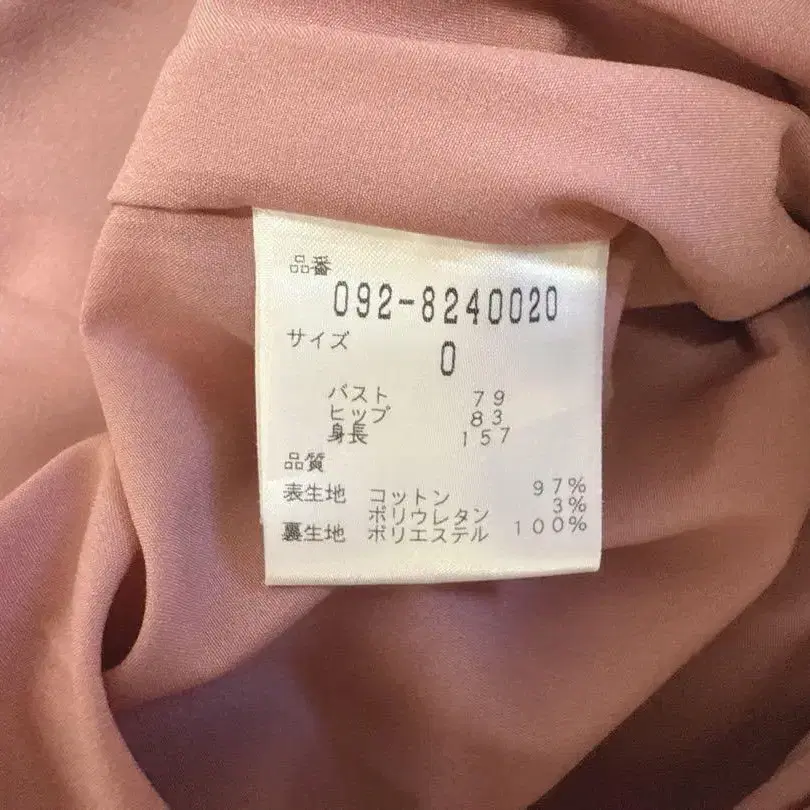 品番
092-8240020
サイズ
0
バスト 79
ヒップ 83
身長 157
品質
表生地 コットン 97%
ポリウレタン 3%
裏生地 ポリエステル 100%